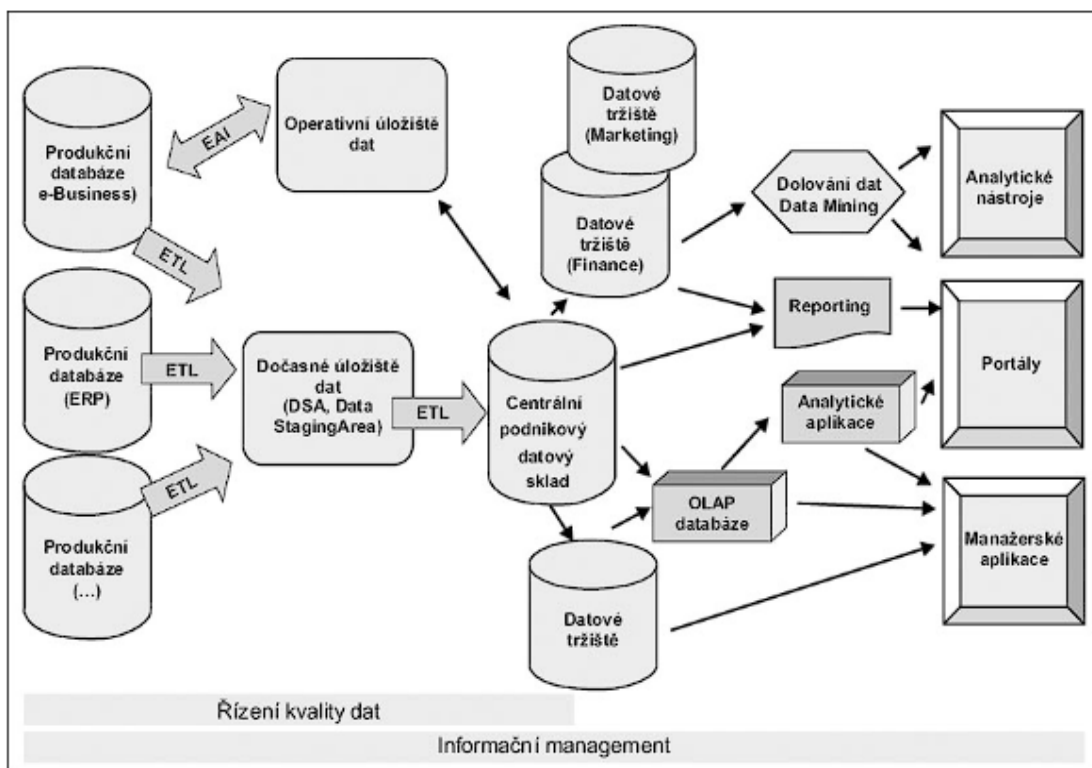 Produkční
databáze
e-Business)
EAI
Operativní úložiště
dat
Datové
tržiště
(Marketing)
Datové
tržiště
(Finance)
Dolování dat
Data Mining
Analytické
nástroje
ETL
Produkční
databáze
(ERP)
ETL
Dočasné úložiště
dat
(DSA, Data
StagingArea)
ETL
Centrální
podnikový
datový
sklad
Reporting
Portály
Analytické
aplikace
ETL
Produkční
databáze
(...)
OLAP
databáze
Manažerské
aplikace
Datové
tržiště
Řízení kvality dat
Informační management